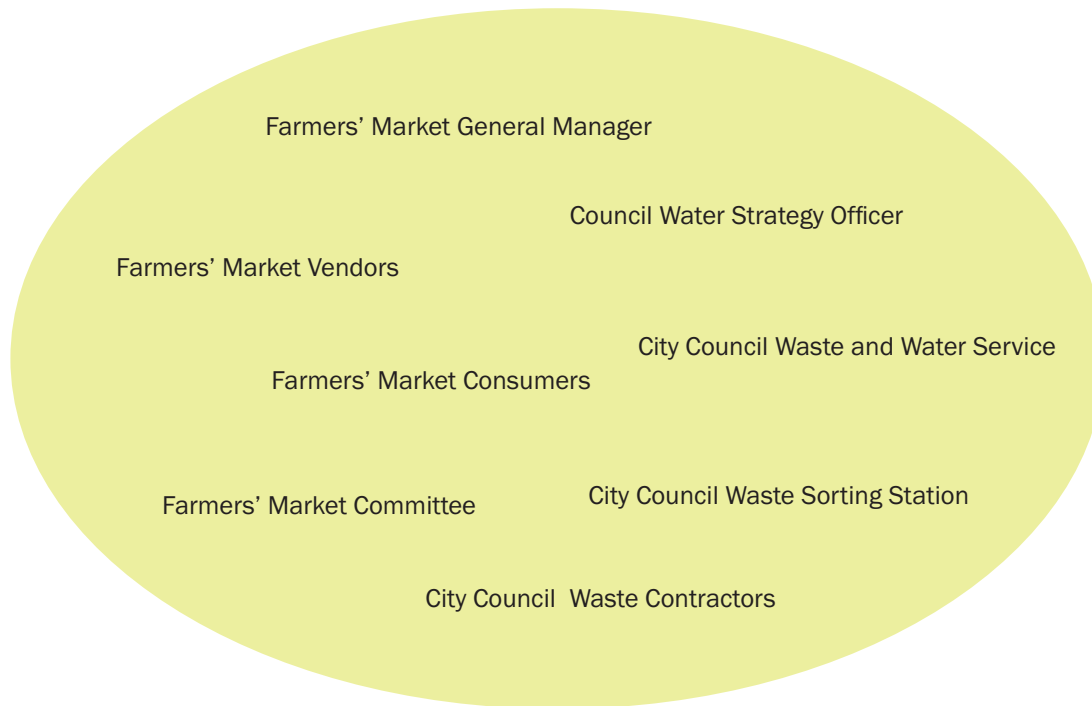 Farmers’ Market General Manager
Council Water Strategy Officer
Farmers’ Market Vendors
City Council Waste and Water Service
Farmers’ Market Consumers
City Council Waste Sorting Station
Farmers’ Market Committee
City Council  Waste Contractors